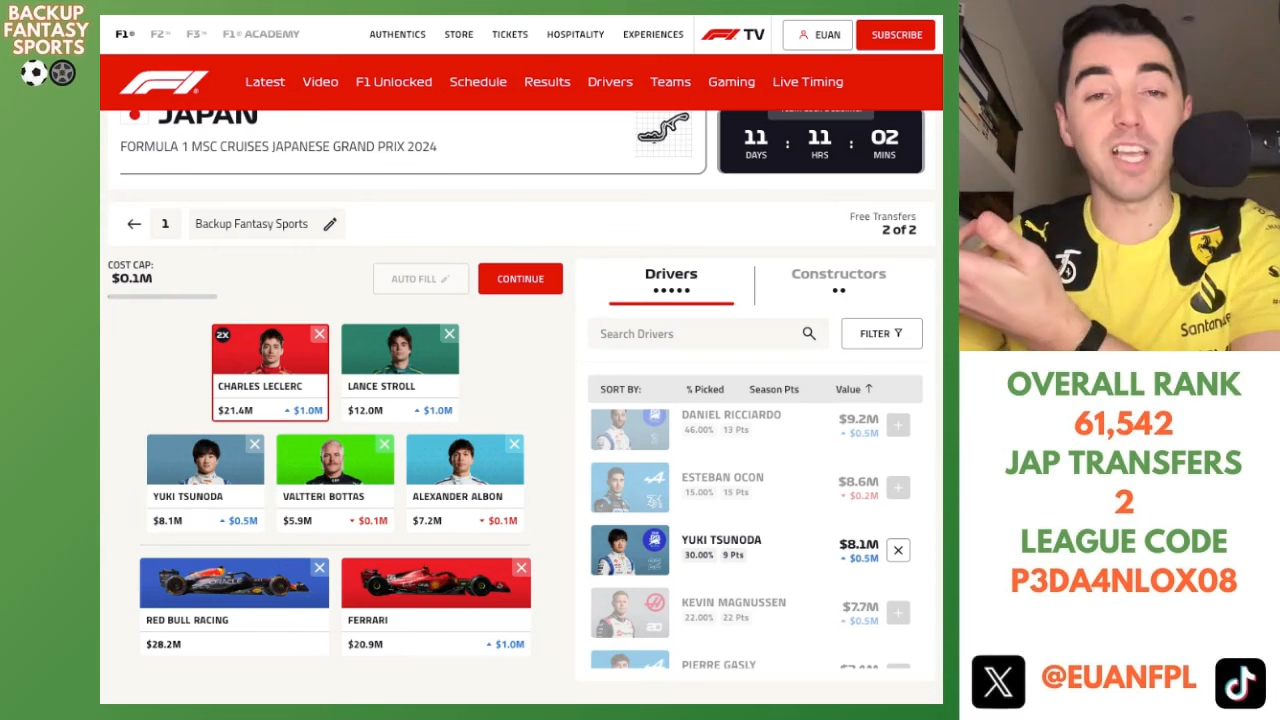 BACKUP
FANTASY
SPORTS
F1® F2™ F3™ F1® ACADEMY
AUTHENTICS STORE TICKETS HOSPITALITY EXPERIENCES F1 TV EUAN SUBSCRIBE
F1 Latest Video F1 Unlocked Schedule Results Drivers Teams Gaming Live Timing
JAPAN
FORMULA 1 MSC CRUISES JAPANESE GRAND PRIX 2024
11 : 11 : 02
DAYS HRS MINS
1 Backup Fantasy Sports
Free Transfers
2 of 2
COST CAP:
$0.1M
AUTO FILL CONTINUE
2X
CHARLES LECLERC
$21.4M $1.0M
LANCE STROLL
$12.0M $1.0M
YUKI TSUNODA
$8.1M $0.5M
VALTTERI BOTTAS
$5.9M $0.1M
ALEXANDER ALBON
$7.2M $0.1M
RED BULL RACING
$28.2M
FERRARI
$20.9M $1.0M
Drivers Constructors
Search Drivers FILTER
SORT BY: % Picked Season Pts Value
DANIEL RICCIARDO $9.2M
46.00% 13 Pts $0.5M
ESTEBAN OCON $8.6M
15.00% 15 Pts $0.2M
YUKI TSUNODA $8.1M
30.00% 9 Pts $0.5M
KEVIN MAGNUSSEN $7.7M
22.00% 22 Pts $0.5M
PIERRE GASLY
Santander
OVERALL RANK
61,542
JAP TRANSFERS
2
LEAGUE CODE
P3DA4NLOX08
@EUANFPL